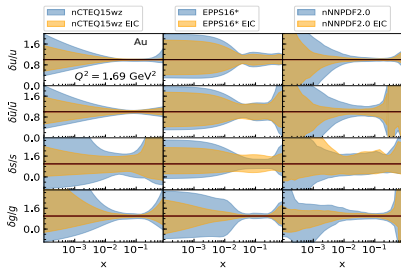 nCTEQ15wz
nCTEQ15wz EIC
EPPS16*
EPPS16* EIC
nNNPDF2.0
nNNPDF2.0 EIC
δu/u
1.6
0.8
0.0
Au
Q² = 1.69 GeV²
δū/ū
1.6
0.8
0.0
δs/s
1.6
0.8
0.0
δg/g
1.6
0.8
0.0
10⁻³ 10⁻² 10⁻¹ 10⁻³ 10⁻² 10⁻¹ 10⁻³ 10⁻² 10⁻¹
x x x